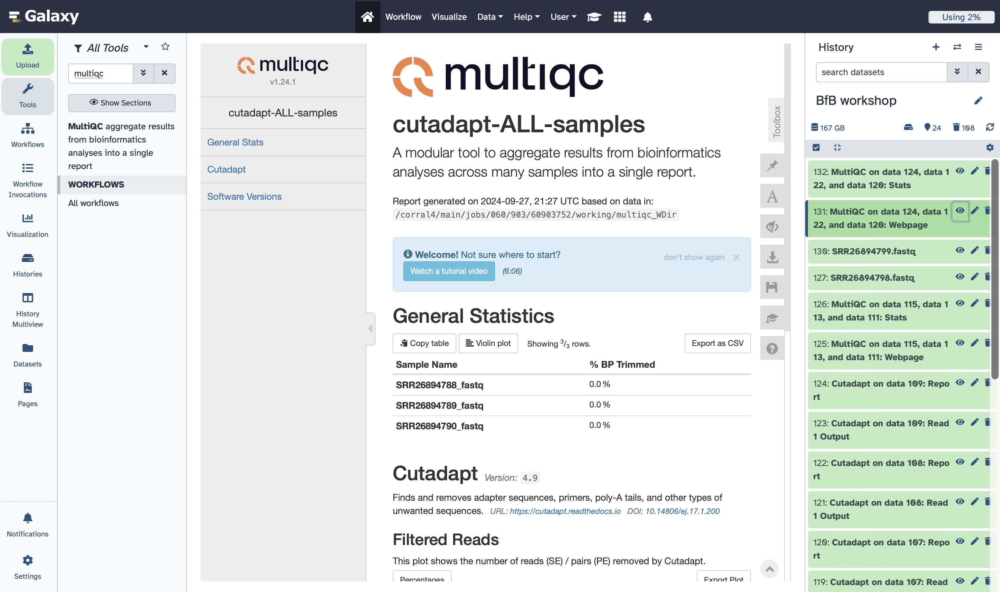 Galaxy
Workflow
Visualize
Data
Help
User
Using 2%
Upload
Tools
Workflows
Workflow
Invocations
Visualization
Histories
History
Multiview
Datasets
Pages
Notifications
Settings
All Tools
multiqc
Show Sections
MultiQC aggregate results
from bioinformatics
analyses into a single
report
WORKFLOWS
All workflows
multiqc
v1.24.1
cutadapt-ALL-samples
General Stats
Cutadapt
Software Versions
multiqc
cutadapt-ALL-samples
A modular tool to aggregate results from bioinformatics
analyses across many samples into a single report.
Report generated on 2024-09-27, 21:27 UTC based on data in:
/corral4/main/jobs/060/903/60903752/working/multiqc_WDir
Welcome! Not sure where to start?
don't show again
Watch a tutorial video (6:06)
General Statistics
Copy table
Violin plot
Showing 3/3 rows.
Export as CSV
Sample Name % BP Trimmed
SRR26894788_fastq 0.0 %
SRR26894789_fastq 0.0 %
SRR26894790_fastq 0.0 %
Cutadapt Version: 4.9
Finds and removes adapter sequences, primers, poly-A tails, and other types of
unwanted sequences. URL: https://cutadapt.readthedocs.io DOI: 10.14806/ej.17.1.200
Filtered Reads
This plot shows the number of reads (SE) / pairs (PE) removed by Cutadapt.
Percentages
Export Plot
Toolbox
A
History
search datasets
BfB workshop
167 GB
24
108
132: MultiQC on data 124, data 1
22, and data 120: Stats
131: MultiQC on data 124, data 1
22, and data 120: Webpage
130: SRR26894799.fastq
127: SRR26894798.fastq
126: MultiQC on data 115, data 1
13, and data 111: Stats
125: MultiQC on data 115, data 1
13, and data 111: Webpage
124: Cutadapt on data 109: Repo
rt
123: Cutadapt on data 109: Read
1 Output
122: Cutadapt on data 108: Repo
rt
121: Cutadapt on data 108: Read
1 Output
120: Cutadapt on data 107: Repo
rt
119: Cutadapt on data 107: Read